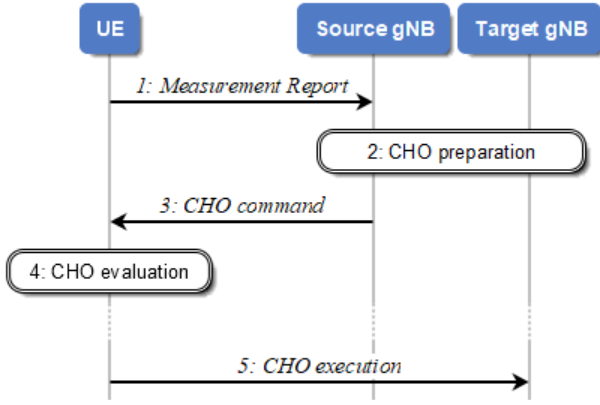 UE
Source gNB
Target gNB
1: Measurement Report
2: CHO preparation
3: CHO command
4: CHO evaluation
5: CHO execution